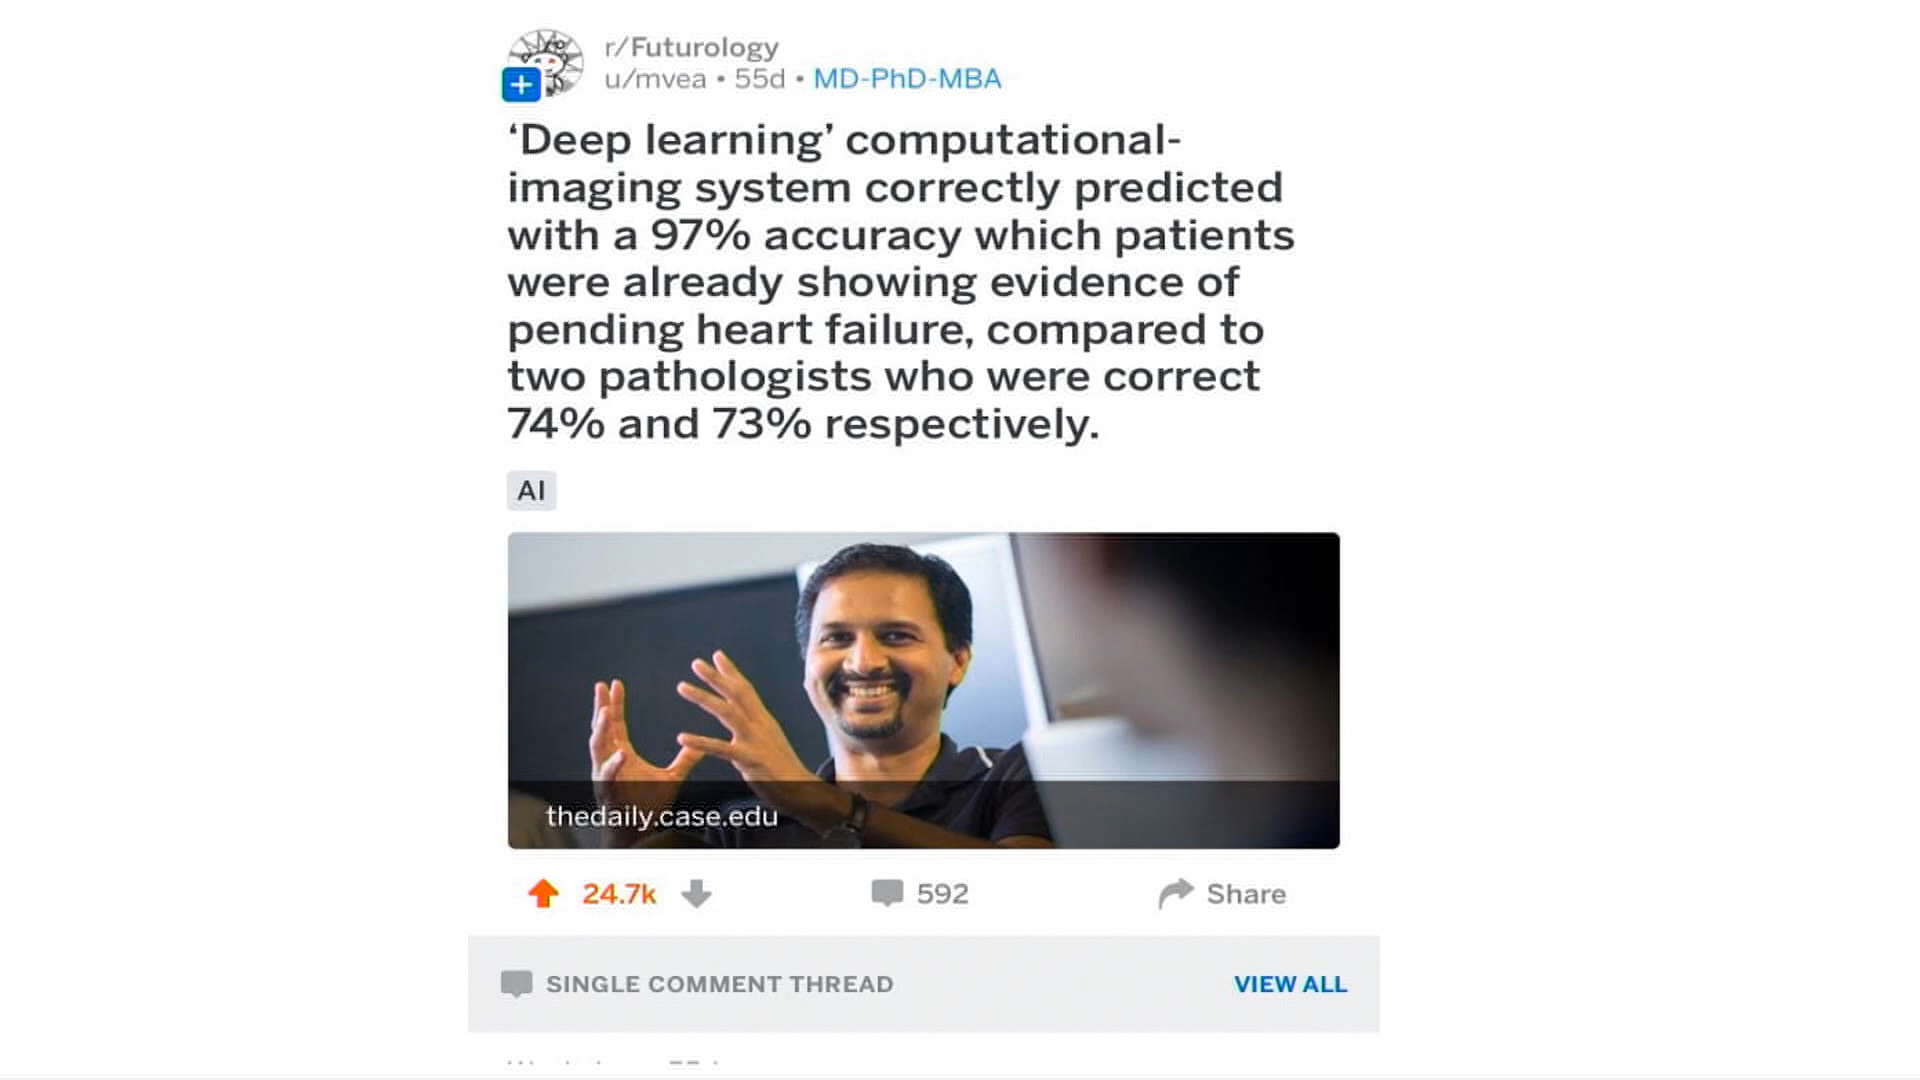 r/Futurology
u/mvea • 55d • MD-PhD-MBA
‘Deep learning’ computational-
imaging system correctly predicted
with a 97% accuracy which patients
were already showing evidence of
pending heart failure, compared to
two pathologists who were correct
74% and 73% respectively.
AI
thedaily.case.edu
24.7k 592 Share
SINGLE COMMENT THREAD VIEW ALL